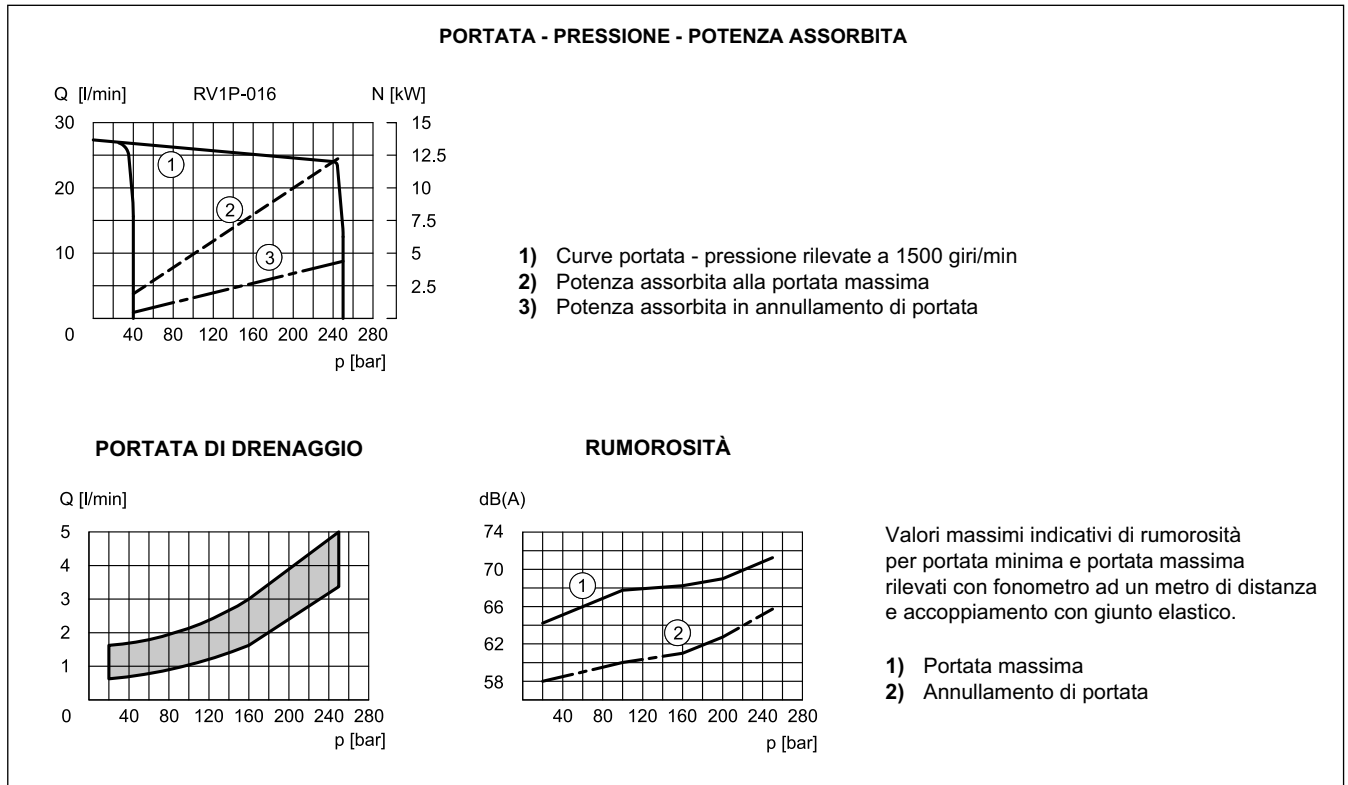 PORTATA - PRESSIONE - POTENZA ASSORBITA
Q [l/min] RV1P-016 N [kW]
30 15
12.5
20 10
7.5
10 5
2.5
0 40 80 120 160 200 240 280
p [bar]
1
2
3
1) Curve portata - pressione rilevate a 1500 giri/min
2) Potenza assorbita alla portata massima
3) Potenza assorbita in annullamento di portata
PORTATA DI DRENAGGIO
Q [l/min]
5
4
3
2
1
0 40 80 120 160 200 240 280
p [bar]
RUMOROSITÀ
dB(A)
74
70
66
62
58
40 80 120 160 200 240 280
p [bar]
1
2
Valori massimi indicativi di rumorosità
per portata minima e portata massima
rilevati con fonometro ad un metro di distanza
e accoppiamento con giunto elastico.
1) Portata massima
2) Annullamento di portata